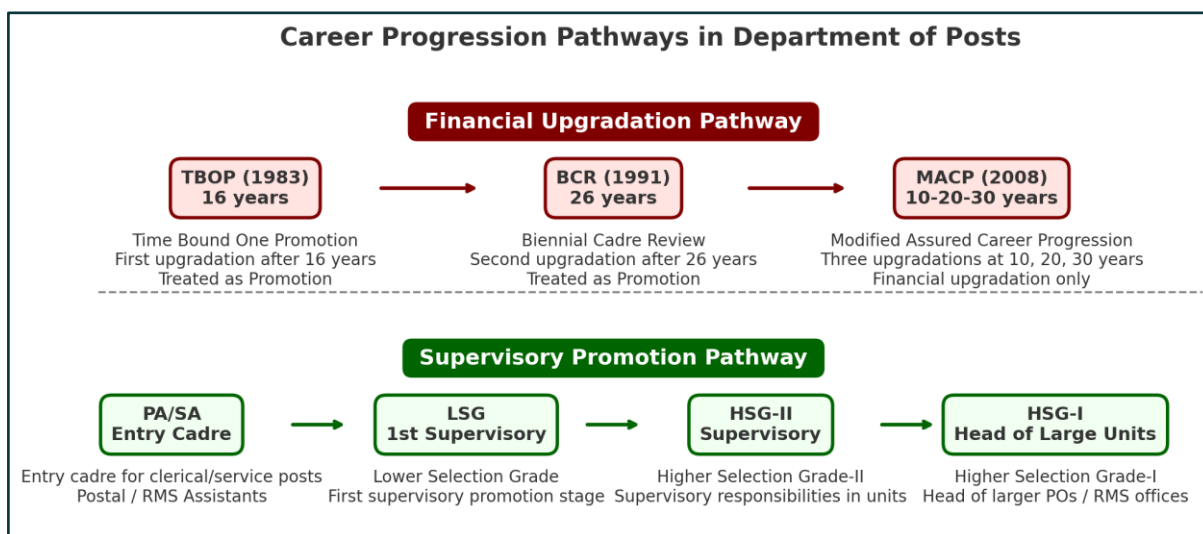 Career Progression Pathways in Department of Posts
Financial Upgradation Pathway
TBOP (1983)
16 years
Time Bound One Promotion
First upgradation after 16 years
Treated as Promotion
BCR (1991)
26 years
Biennial Cadre Review
Second upgradation after 26 years
Treated as Promotion
MACP (2008)
10-20-30 years
Modified Assured Career Progression
Three upgradations at 10, 20, 30 years
Financial upgradation only
Supervisory Promotion Pathway
PA/SA
Entry Cadre
Entry cadre for clerical/service posts
Postal / RMS Assistants
LSG
1st Supervisory
Lower Selection Grade
First supervisory promotion stage
HSG-II
Supervisory
Higher Selection Grade-II
Supervisory responsibilities in units
HSG-I
Head of Large Units
Higher Selection Grade-I
Head of larger POs / RMS offices